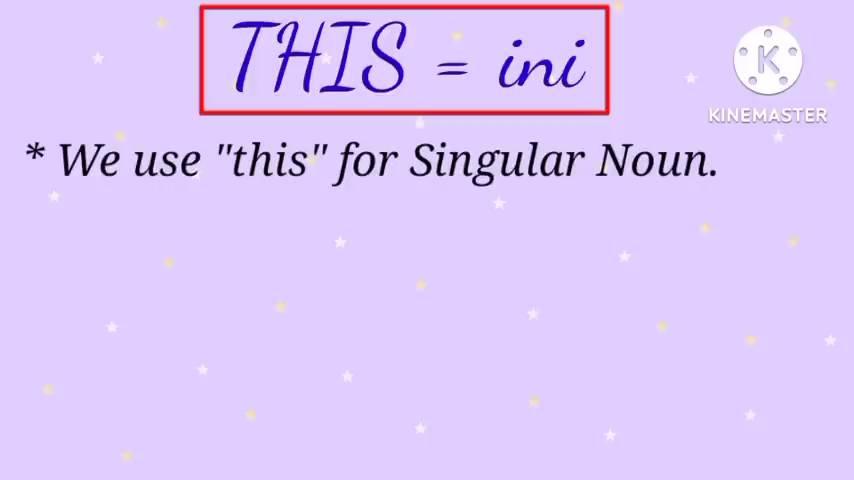 THIS = ini
KINEMASTER
* We use "this" for Singular Noun.